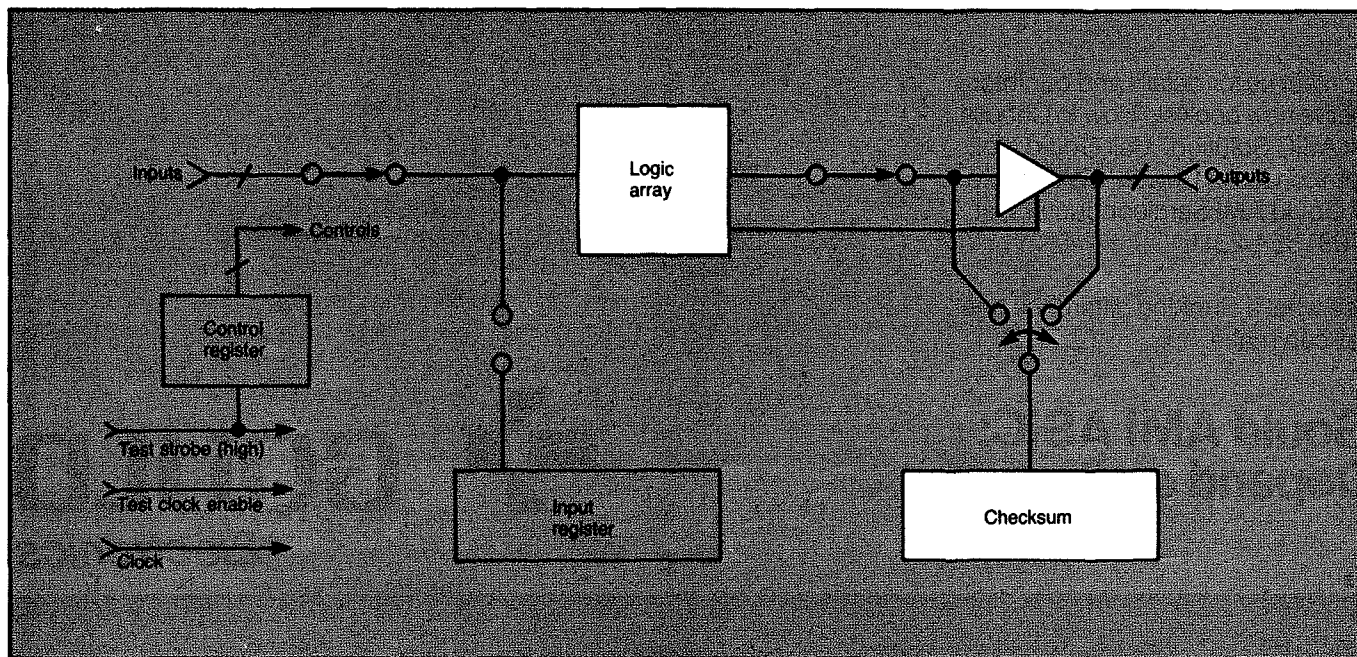 Inputs
Logic
array
Outputs
Controls
Control
register
Test strobe (high)
Test clock enable
Clock
Input
register
Checksum